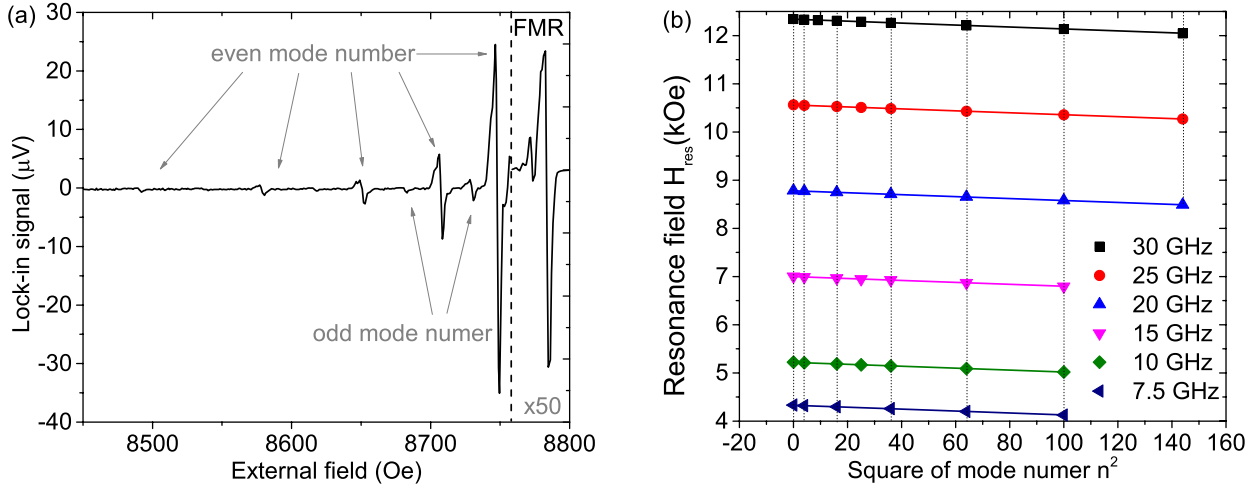 (a)
FMR
even mode number
odd mode numer
x50
30
20
10
0
-10
-20
-30
-40
8500
8600
8700
8800
Lock-in signal (μV)
External field (Oe)
(b)
12
11
10
9
8
7
6
5
4
-20
0
20
40
60
80
100
120
140
160
30 GHz
25 GHz
20 GHz
15 GHz
10 GHz
7.5 GHz
Resonance field H_res(kOe)
Square of mode numer n²